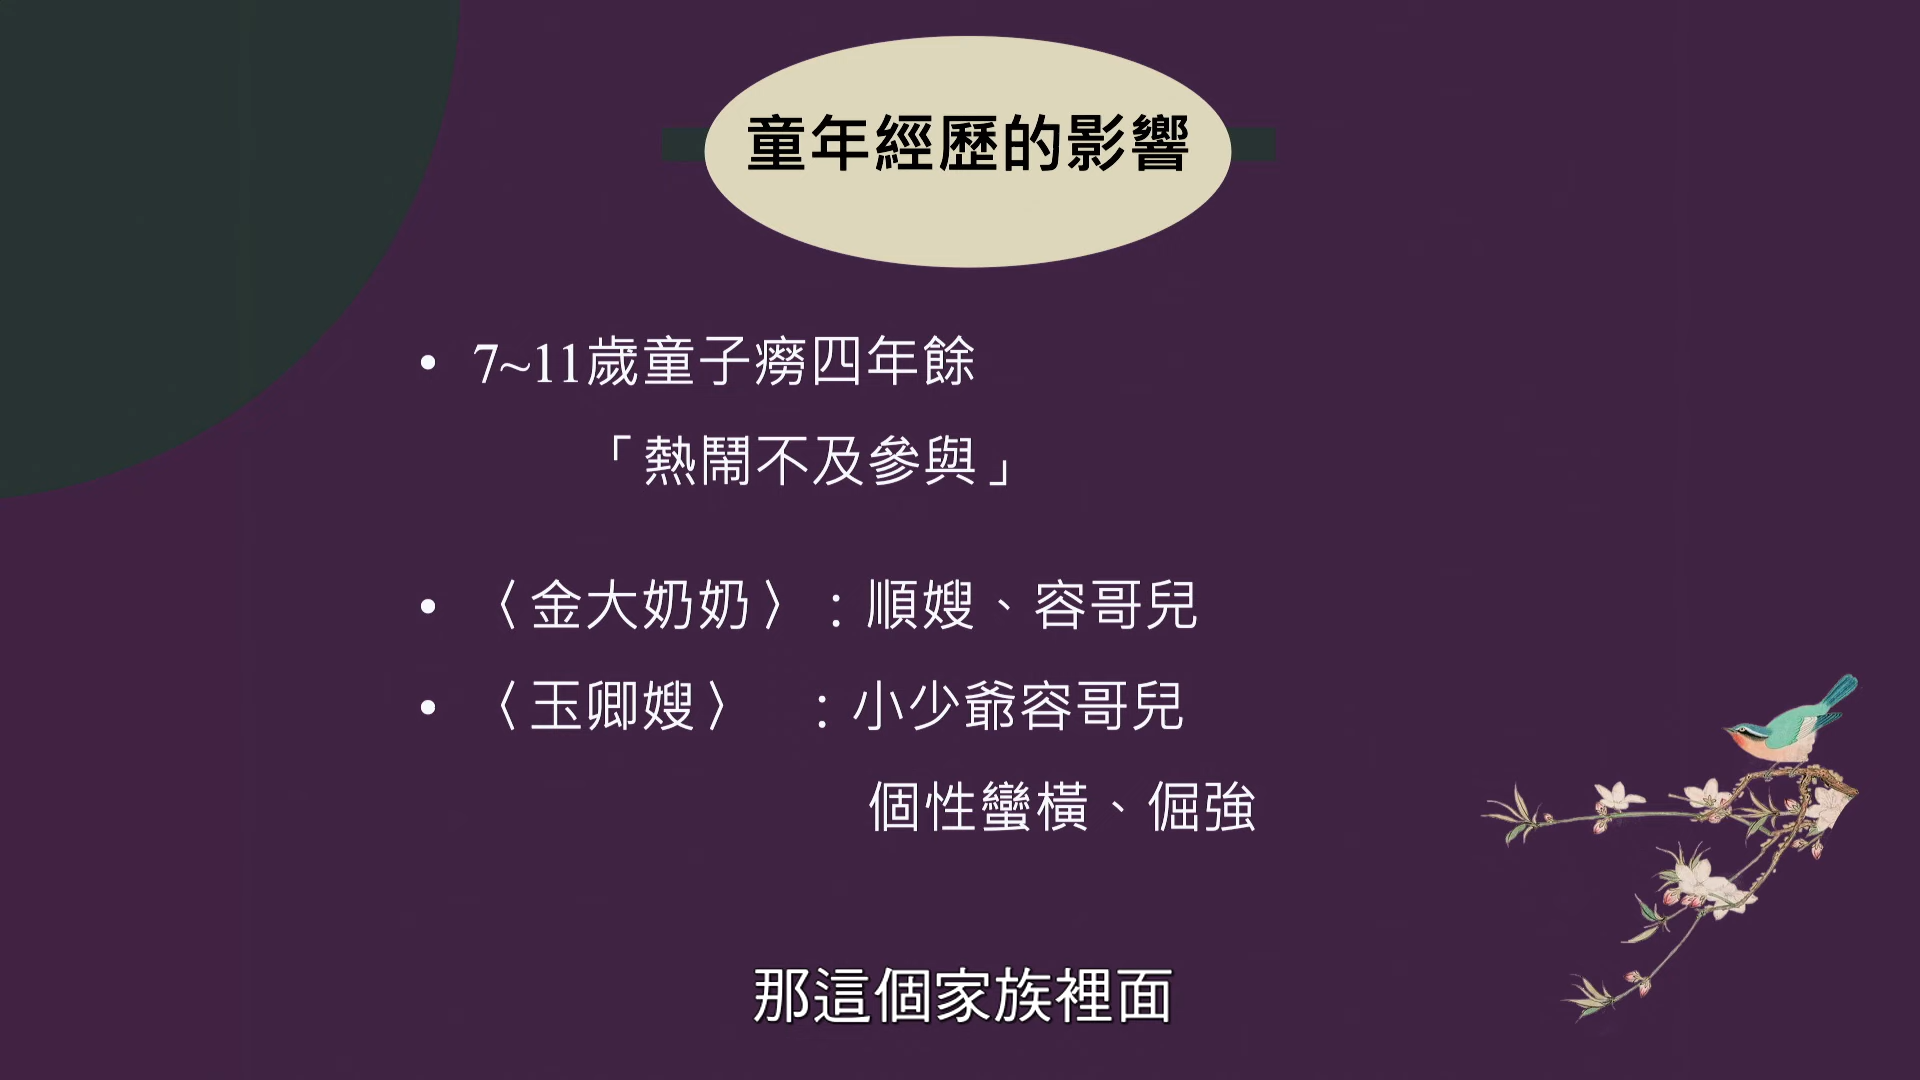 童年經歷的影響
• 7~11歲童子癆四年餘
「熱鬧不及參與」
• 〈金大奶奶〉：順嫂、容哥兒
• 〈玉卿嫂〉 ：小少爺容哥兒
個性蠻橫、倔強
那這個家族裡面